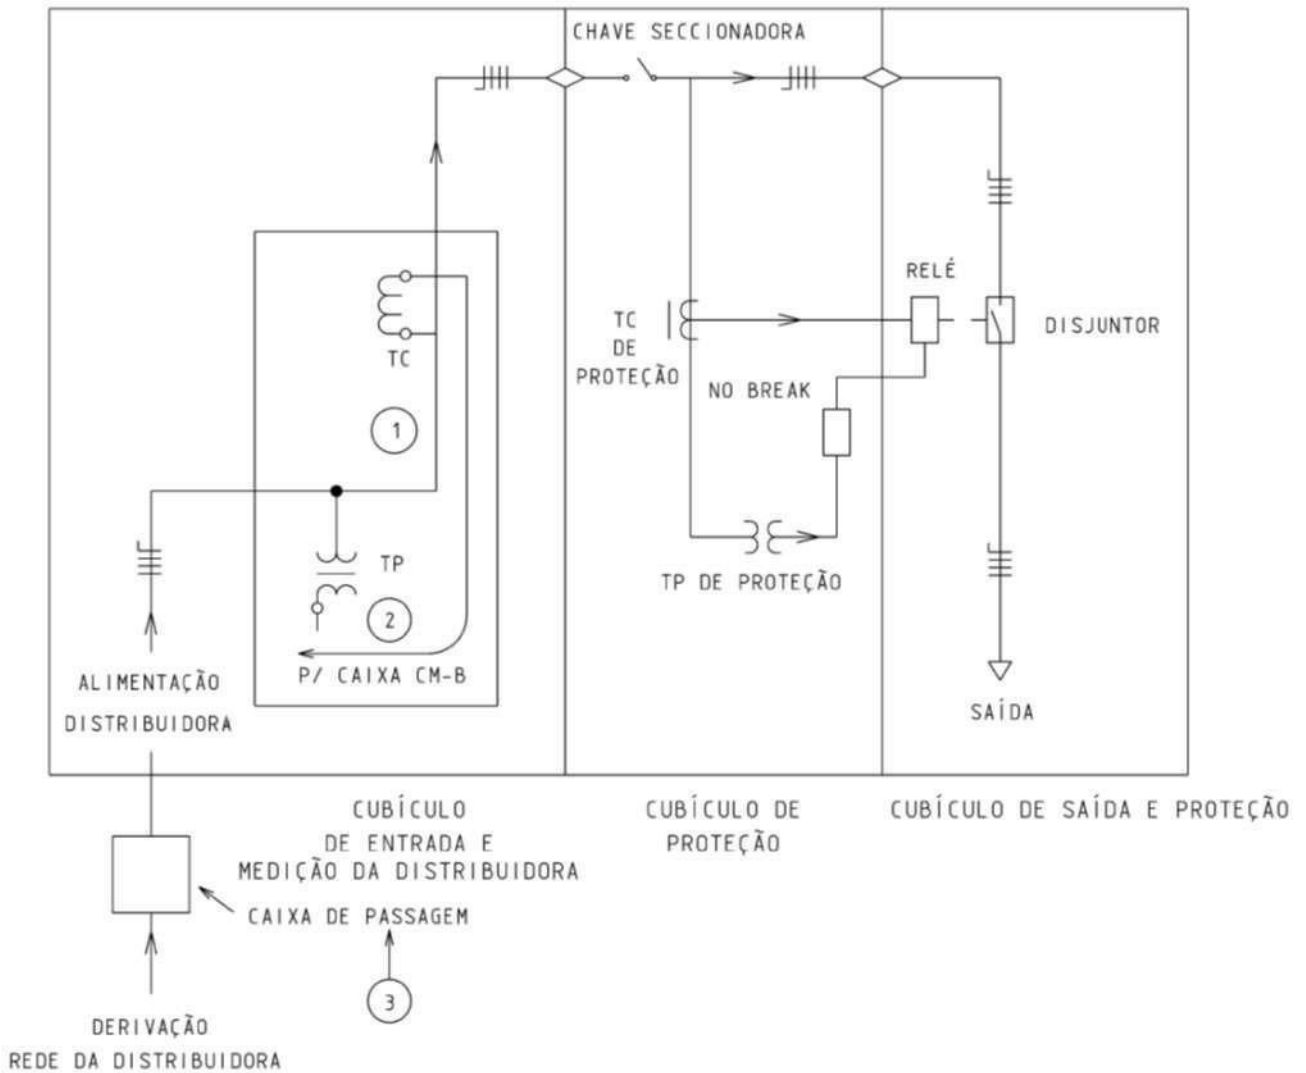 CHAVE SECCIONADORA
TC
1
TP
2
P/ CAIXA CM-B
ALIMENTAÇÃO
DISTRIBUIDORA
TC
DE
PROTEÇÃO
NO BREAK
TP DE PROTEÇÃO
RELÉ
DISJUNTOR
SAÍDA
CUBÍCULO
DE ENTRADA E
MEDIÇÃO DA DISTRIBUIDORA
CUBÍCULO DE
PROTEÇÃO
CUBÍCULO DE SAÍDA E PROTEÇÃO
CAIXA DE PASSAGEM
3
DERIVAÇÃO
REDE DA DISTRIBUIDORA